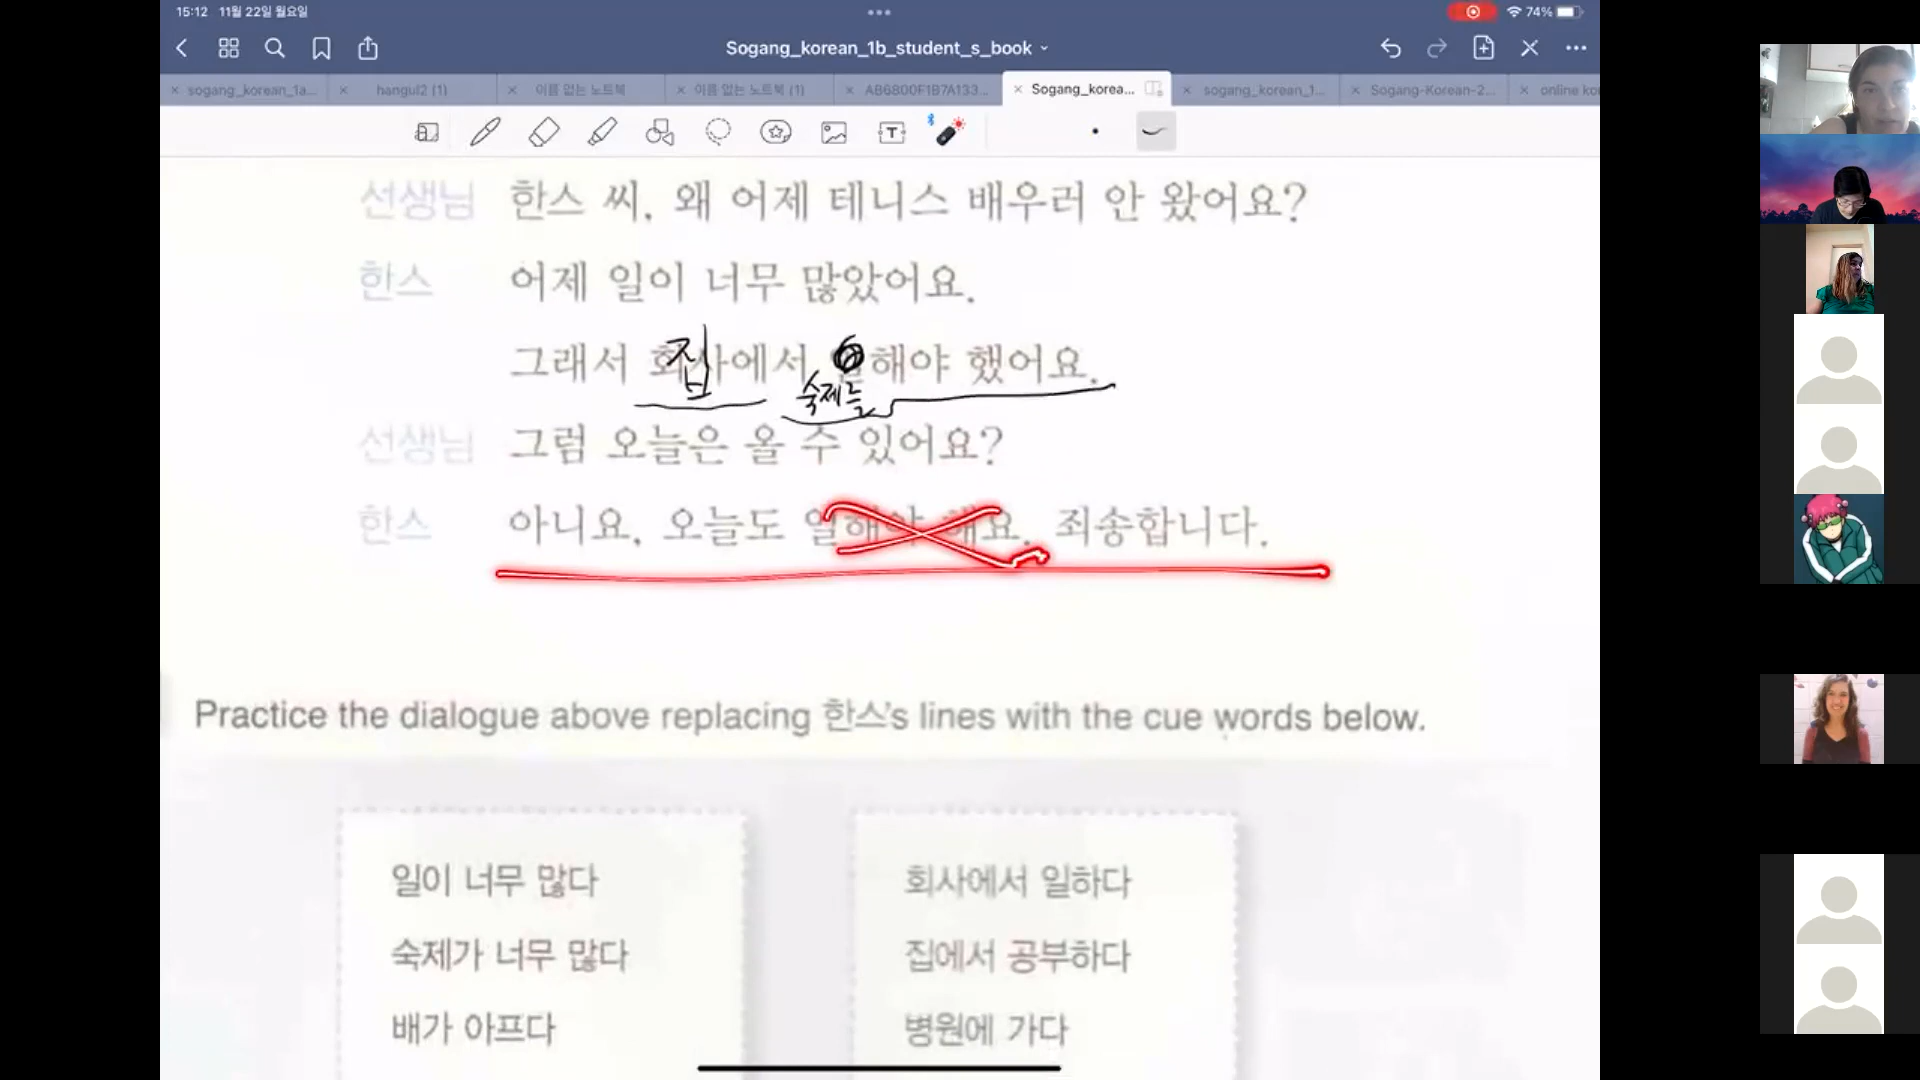 15:12 11월 22일 월요일
74%
Sogang_korean_1b_student_s_book
sogang_korean_1a... hangul2 (1) 이름 없는 노트북 이름 없는 노트북 (1) AB6800F1B7A133... Sogang_korea... sogang_korean_1... Sogang-Korean-2... online ko
선생님 한스 씨, 왜 어제 테니스 배우러 안 왔어요?
한스 어제 일이 너무 많았어요.
그래서 회사에서 해야 했어요.
집
숙제를
선생님 그럼 오늘은 올 수 있어요?
한스 아니요, 오늘도 일해야 해요. 죄송합니다.
Practice the dialogue above replacing 한스's lines with the cue words below.
일이 너무 많다 회사에서 일하다
숙제가 너무 많다 집에서 공부하다
배가 아프다 병원에 가다